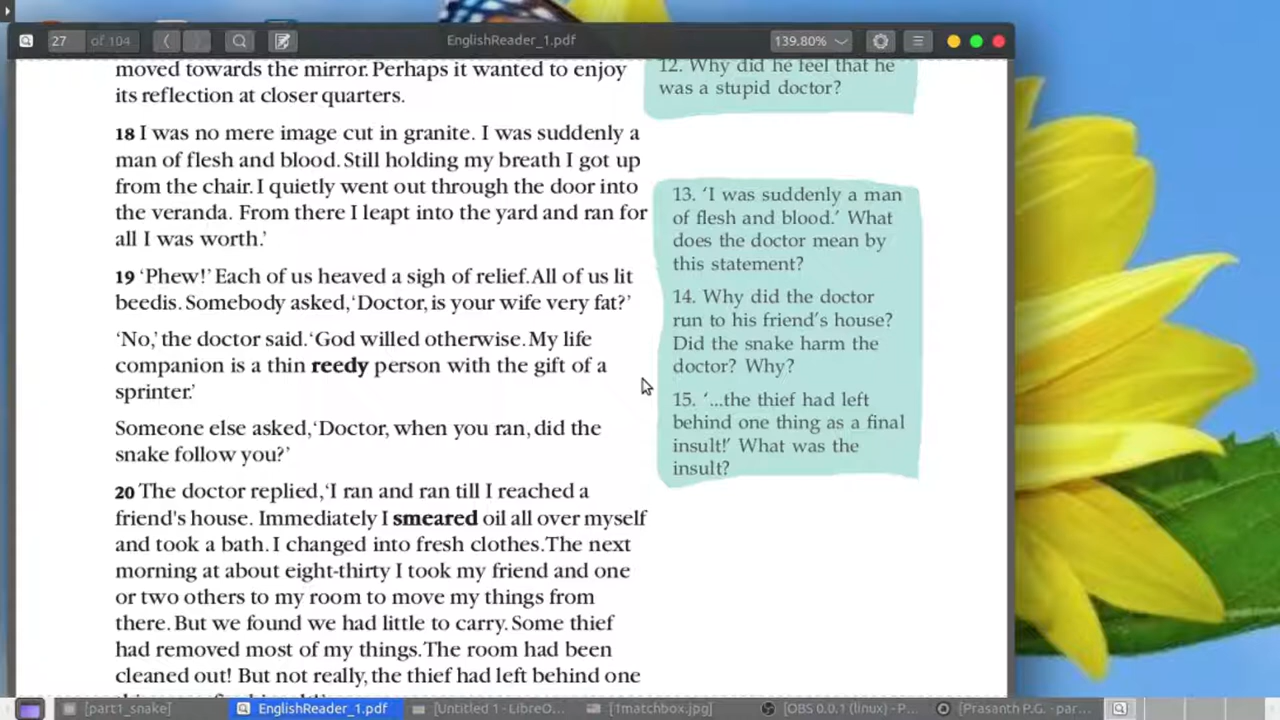 27 of 104
EnglishReader_1.pdf
139.80%
moved towards the mirror. Perhaps it wanted to enjoy
its reflection at closer quarters.
18 I was no mere image cut in granite. I was suddenly a
man of flesh and blood. Still holding my breath I got up
from the chair. I quietly went out through the door into
the veranda. From there I leapt into the yard and ran for
all I was worth.’
19 ‘Phew!’ Each of us heaved a sigh of relief. All of us lit
beedis. Somebody asked, ‘Doctor, is your wife very fat?’
‘No,’ the doctor said. ‘God willed otherwise. My life
companion is a thin reedy person with the gift of a
sprinter.’
Someone else asked, ‘Doctor, when you ran, did the
snake follow you?’
20 The doctor replied, ‘I ran and ran till I reached a
friend's house. Immediately I smeared oil all over myself
and took a bath. I changed into fresh clothes. The next
morning at about eight-thirty I took my friend and one
or two others to my room to move my things from
there. But we found we had little to carry. Some thief
had removed most of my things. The room had been
cleaned out! But not really, the thief had left behind one
12. Why did he feel that he
was a stupid doctor?
13. ‘I was suddenly a man
of flesh and blood.’ What
does the doctor mean by
this statement?
14. Why did the doctor
run to his friend’s house?
Did the snake harm the
doctor? Why?
15. ‘...the thief had left
behind one thing as a final
insult!’ What was the
insult?
[part1_snake]
EnglishReader_1.pdf
[Untitled 1 - LibreO...
[1matchbox.jpg]
[OBS 0.0.1 (linux) - P...
[Prasanth P.G. - par...